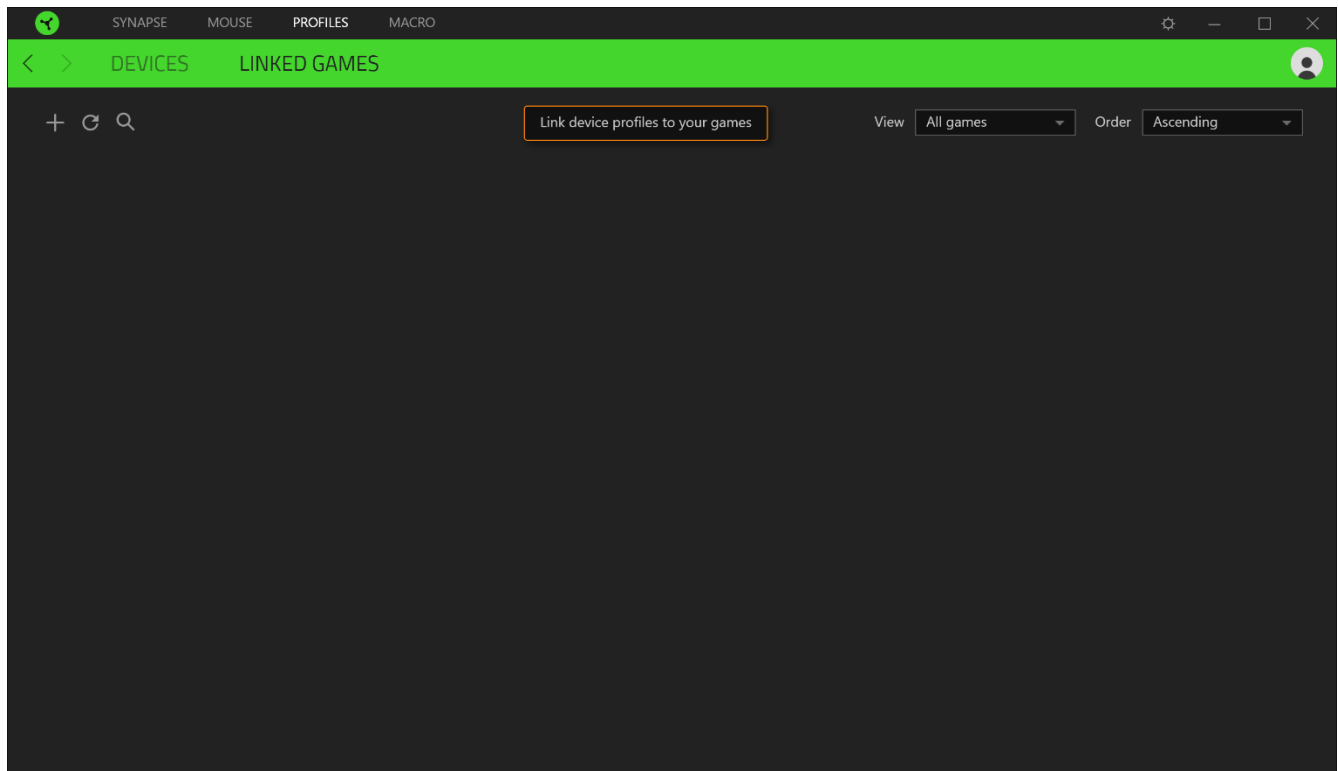 SYNAPSE MOUSE PROFILES MACRO
DEVICES LINKED GAMES
Link device profiles to your games View All games Order Ascending